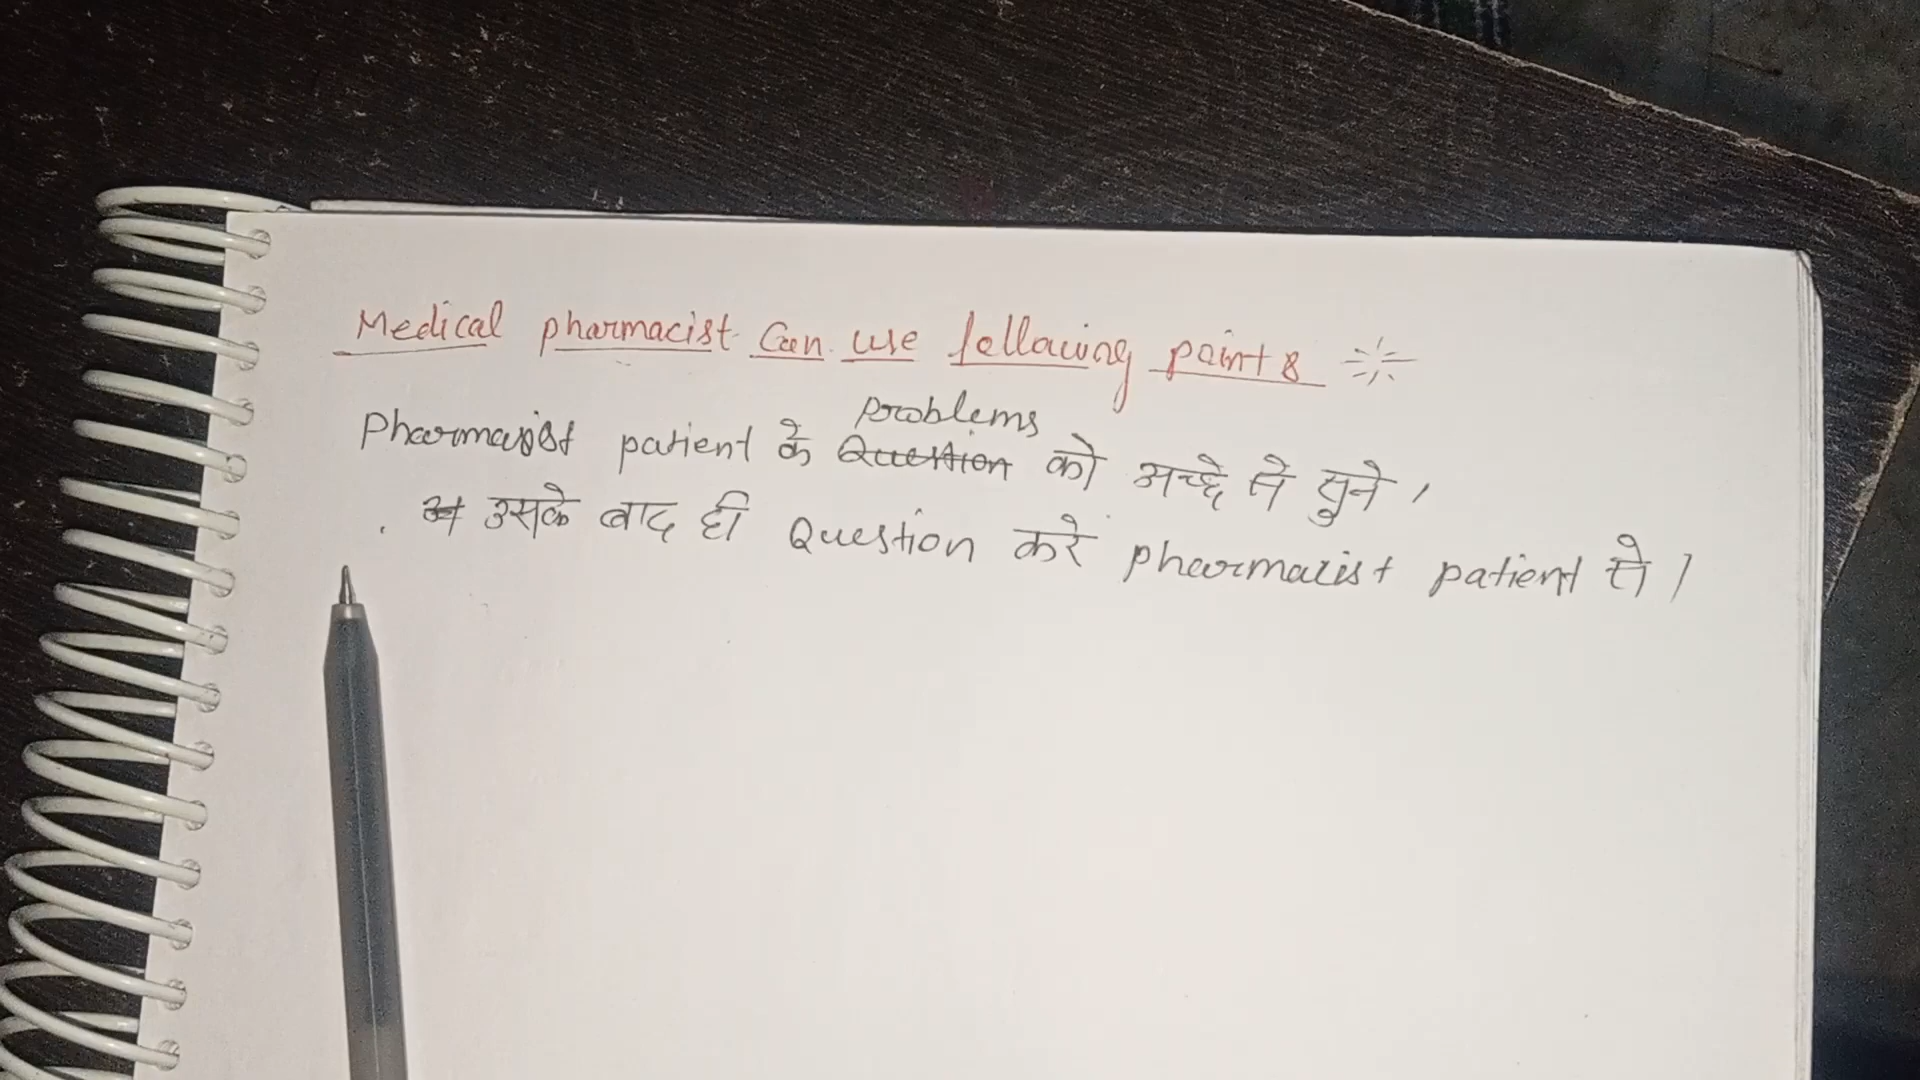 Medical pharmacist Can use following points
problems
Pharmacist patient के Question को अच्छे से सुने,
उसके बाद ही Question करे pharmacist patient से।